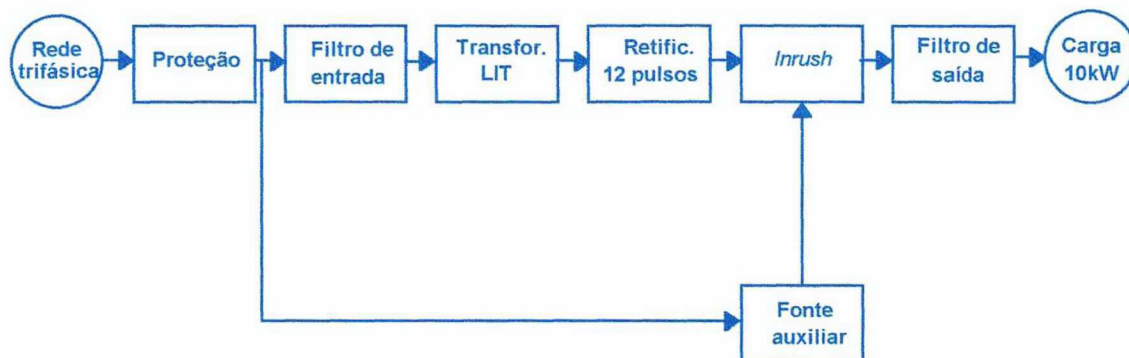 Rede
trifásica
Proteção
Filtro de
entrada
Transfor.
LIT
Retific.
12 pulsos
Inrush
Filtro de
saída
Carga
10kW
Fonte
auxiliar